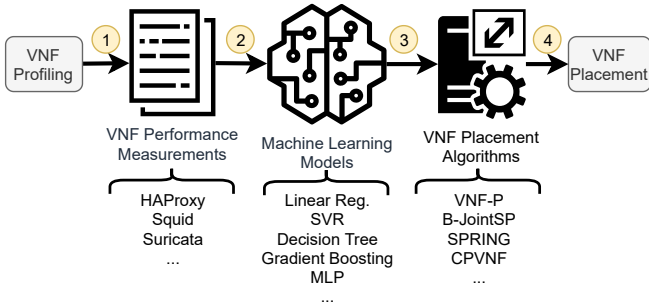 VNF
Profiling
1
2
3
4
VNF
Placement
VNF Performance
Measurements
Machine Learning
Models
VNF Placement
Algorithms
HAProxy
Squid
Suricata
...
Linear Reg.
SVR
Decision Tree
Gradient Boosting
MLP
...
VNF-P
B-JointSP
SPRING
CPVNF
...